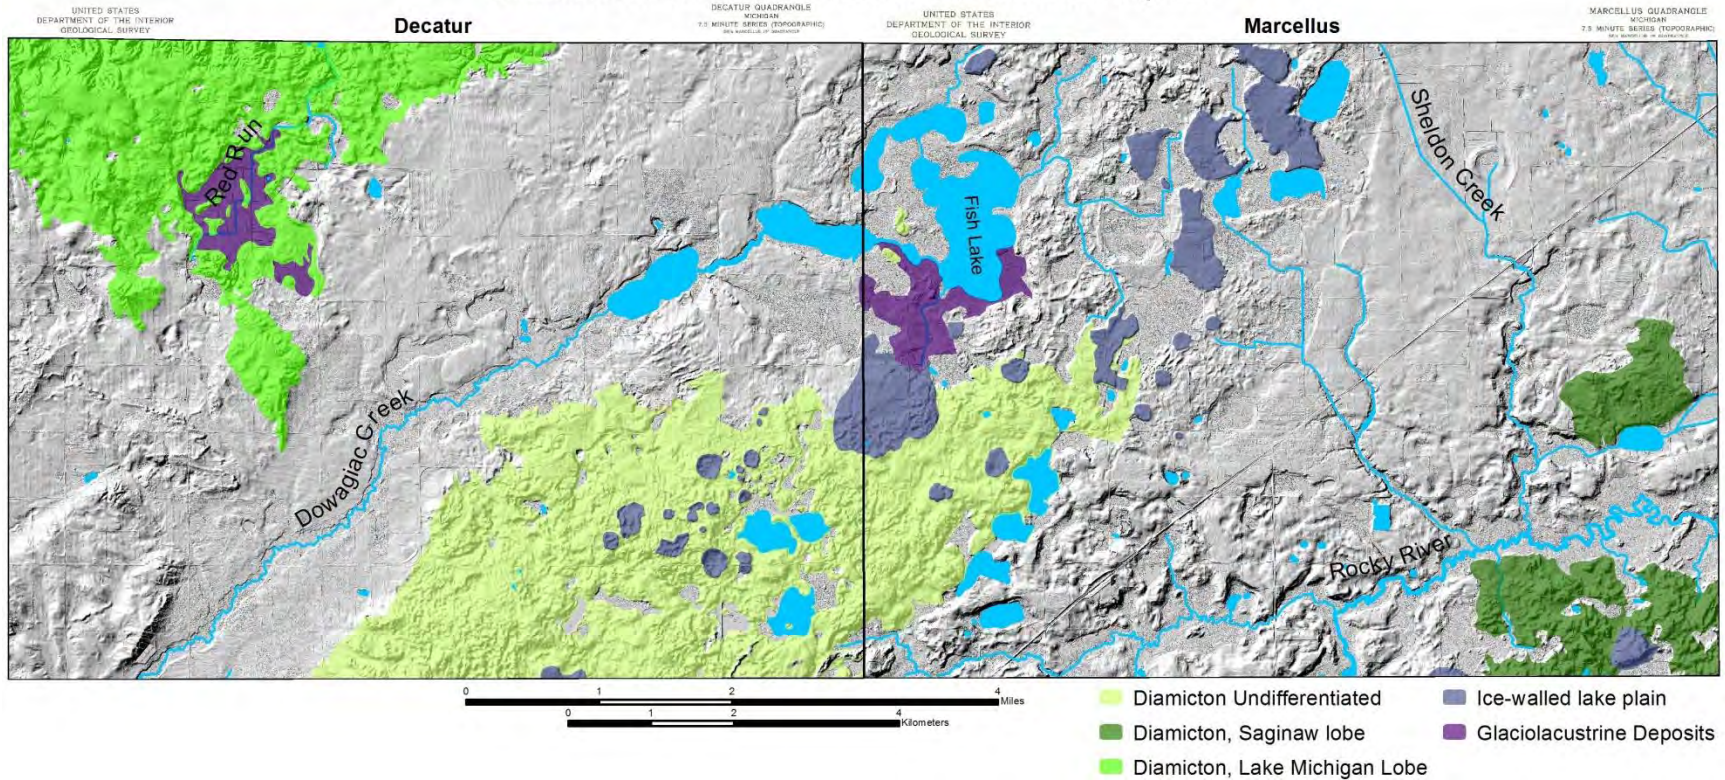 UNITED STATES
DEPARTMENT OF THE INTERIOR
GEOLOGICAL SURVEY
Decatur
DECATUR QUADRANGLE
MICHIGAN
7.5 MINUTE SERIES (TOPOGRAPHIC)
UNITED STATES
DEPARTMENT OF THE INTERIOR
GEOLOGICAL SURVEY
Marcellus
MARCELLUS QUADRANGLE
MICHIGAN
7.5 MINUTE SERIES (TOPOGRAPHIC)
Red Run
Fish Lake
Sheldon Creek
Dowagiac Creek
Rocky River
0 1 2 4
Miles
0 1 2 4
Kilometers
Diamicton Undifferentiated
Diamicton, Saginaw lobe
Diamicton, Lake Michigan Lobe
Ice-walled lake plain
Glaciolacustrine Deposits